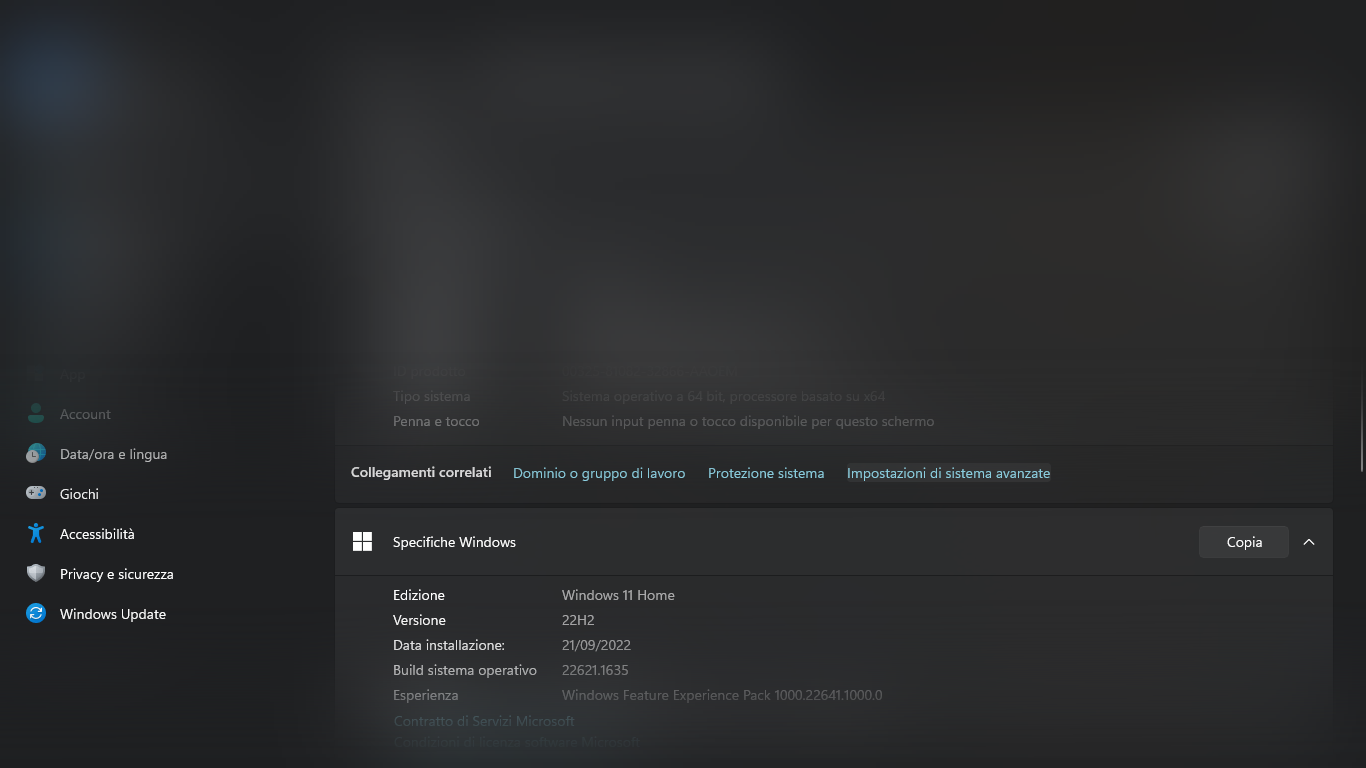 App
Tipo sistema Sistema operativo a 64 bit, processore basato su x64
Account
Penna e tocco Nessun input penna o tocco disponibile per questo schermo
Data/ora e lingua
Collegamenti correlati Dominio o gruppo di lavoro Protezione sistema Impostazioni di sistema avanzate
Giochi
Accessibilità
Specifiche Windows Copia
Privacy e sicurezza
Edizione Windows 11 Home
Windows Update
Versione 22H2
Data installazione: 21/09/2022
Build sistema operativo 22621.1635
Esperienza Windows Feature Experience Pack 1000.22641.1000.0
Contratto di Servizi Microsoft
Condizioni di licenza software Microsoft